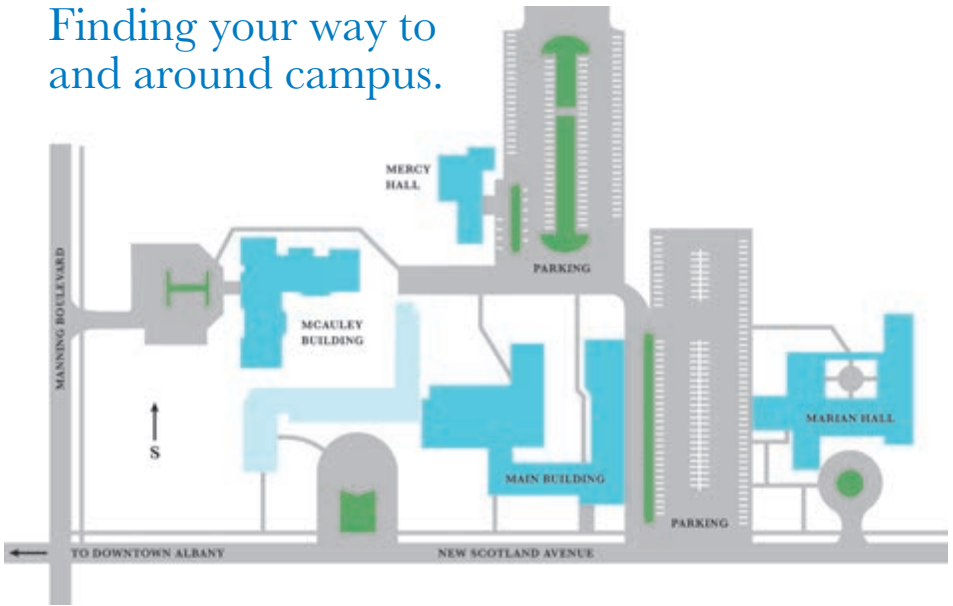 Finding your way to
and around campus.
MERCY
HALL
PARKING
MANNING BOULEVARD
MCAULEY
BUILDING
MARIAN HALL
S
MAIN BUILDING
PARKING
TO DOWNTOWN ALBANY
NEW SCOTLAND AVENUE